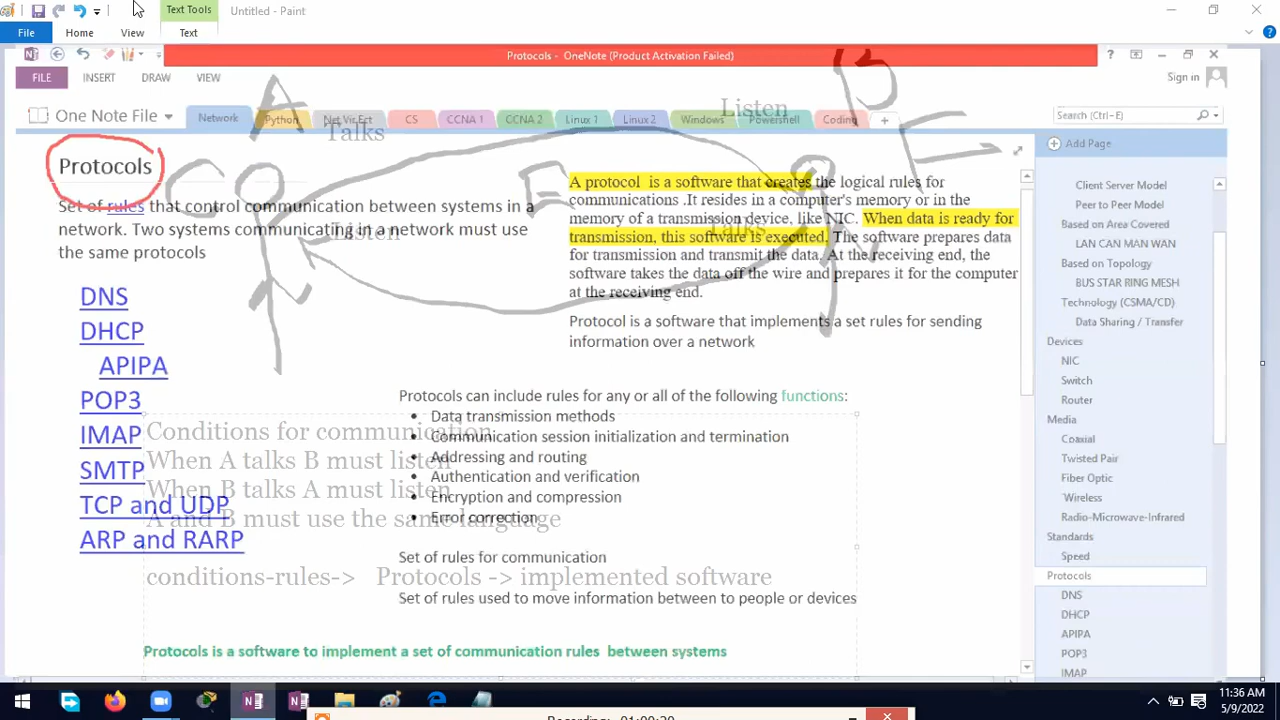 Text Tools
Untitled - Paint
File Home View Text
Protocols - OneNote (Product Activation Failed)
FILE INSERT DRAW VIEW
Sign in
One Note File
Network Python Net Vir Ect CS CCNA 1 CCNA 2 Linux 1 Linux 2 Windows Powershell Coding
Search (Ctrl+E)
A
B
Talks
Listen
Listen
Talks
Protocols
Set of rules that control communication between systems in a
network. Two systems communicating in a network must use
the same protocols
DNS
DHCP
APIPA
POP3
IMAP
SMTP
TCP and UDP
ARP and RARP
A protocol is a software that creates the logical rules for
communications .It resides in a computer's memory or in the
memory of a transmission device, like NIC. When data is ready for
transmission, this software is executed. The software prepares data
for transmission and transmit the data. At the receiving end, the
software takes the data off the wire and prepares it for the computer
at the receiving end.
Protocol is a software that implements a set rules for sending
information over a network
Protocols can include rules for any or all of the following functions:
• Data transmission methods
• Communication session initialization and termination
• Addressing and routing
• Authentication and verification
• Encryption and compression
• Error correction
Set of rules for communication
Set of rules used to move information between to people or devices
Conditions for communication
When A talks B must listen
When B talks A must listen
A and B must use the same language
conditions-rules-> Protocols -> implemented software
Protocols is a software to implement a set of communication rules between systems
Add Page
Client Server Model
Peer to Peer Model
Based on Area Covered
LAN CAN MAN WAN
Based on Topology
BUS STAR RING MESH
Technology (CSMA/CD)
Data Sharing / Transfer
Devices
NIC
Switch
Router
Media
Coaxial
Twisted Pair
Fiber Optic
Wireless
Radio-Microwave-Infrared
Standards
Speed
Protocols
DNS
DHCP
APIPA
POP3
IMAP
11:36 AM
5/9/2022